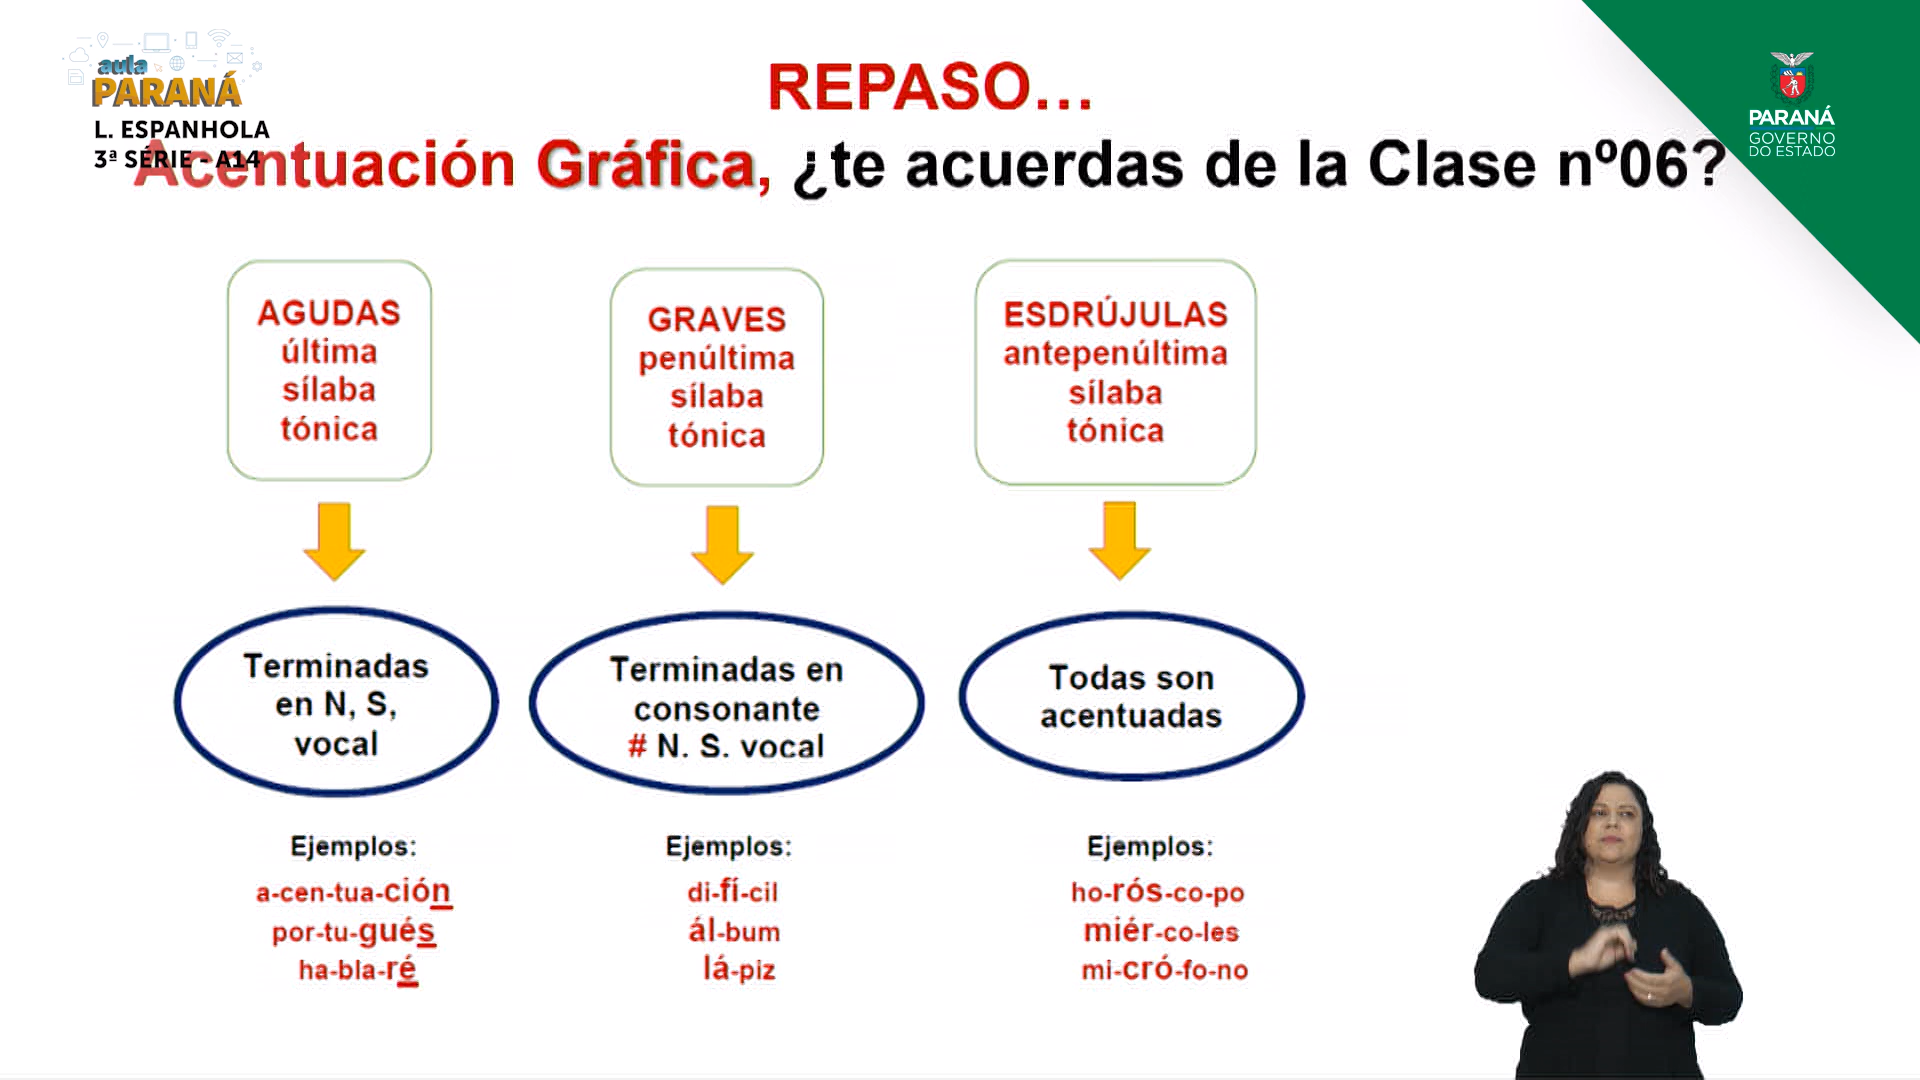 aula
PARANÁ
L. ESPANHOLA
3ª SÉRIE - A14
REPASO...
Acentuación Gráfica, ¿te acuerdas de la Clase nº06?
PARANÁ
GOVERNO
DO ESTADO
AGUDAS
última
sílaba
tónica
GRAVES
penúltima
sílaba
tónica
ESDRÚJULAS
antepenúltima
sílaba
tónica
Terminadas
en N, S,
vocal
Terminadas en
consonante
# N. S. vocal
Todas son
acentuadas
Ejemplos:
a-cen-tua-ción
por-tu-gués
ha-bla-ré
Ejemplos:
di-fí-cil
ál-bum
lá-piz
Ejemplos:
ho-rós-co-po
miér-co-les
mi-cró-fo-no